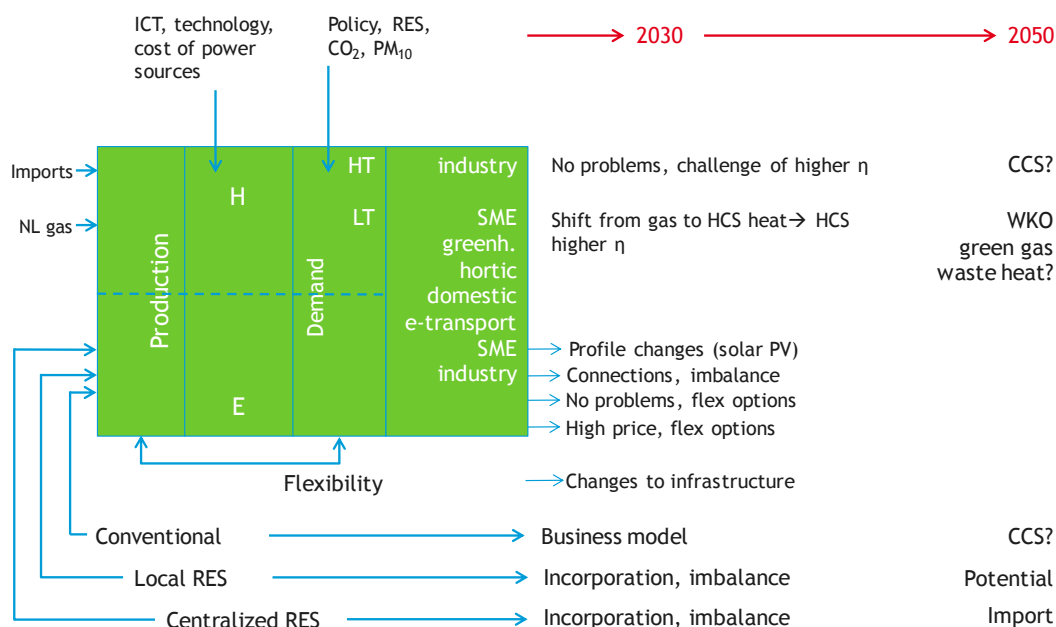 ICT, technology,
cost of power
sources
Policy, RES,
CO₂, PM₁₀
2030
2050
Imports
NL gas
Production
H
E
Demand
HT
LT
industry
SME
greenh.
hortic
domestic
e-transport
SME
industry
No problems, challenge of higher η
CCS?
Shift from gas to HCS heat→ HCS
higher η
WKO
green gas
waste heat?
Profile changes (solar PV)
Connections, imbalance
No problems, flex options
High price, flex options
Flexibility
Changes to infrastructure
Conventional
Business model
CCS?
Local RES
Incorporation, imbalance
Potential
Centralized RES
Incorporation, imbalance
Import